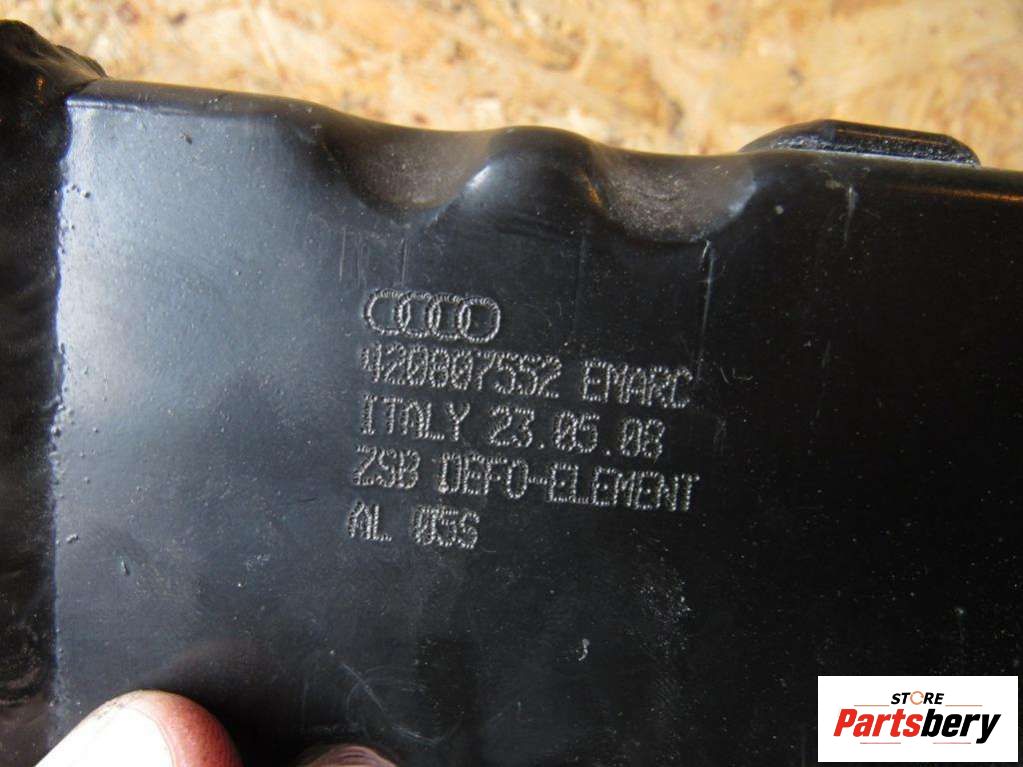 420807552 EMARC
ITALY 23.05.08
ZSB DEFO-ELEMENT
AL 05S
STORE
Partsbery